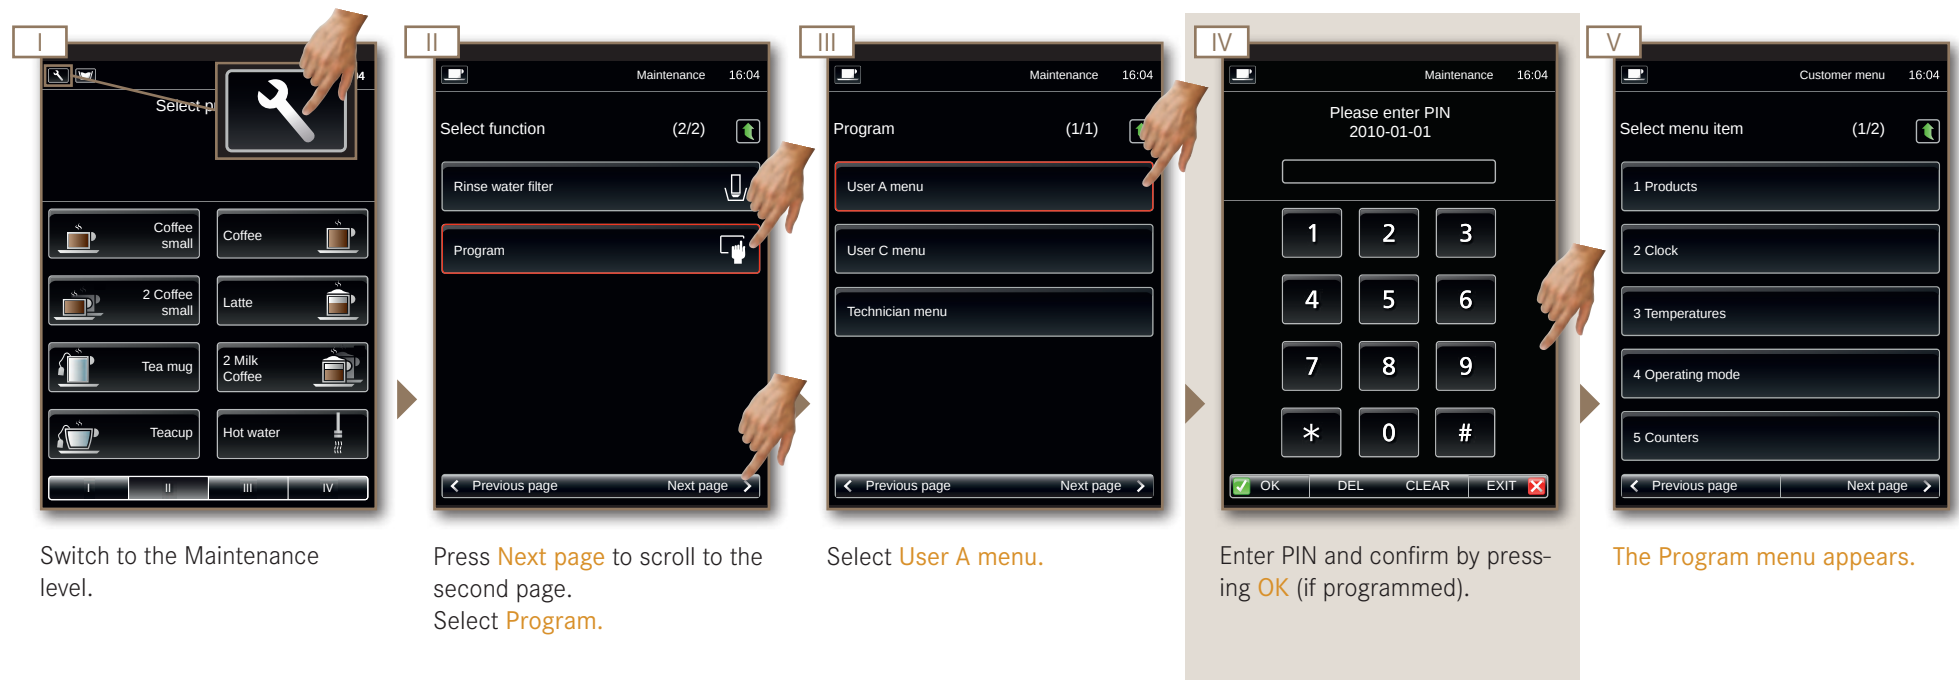 I
04
Select p
Coffee
small
Coffee
2 Coffee
small
Latte
Tea mug
2 Milk
Coffee
Teacup
Hot water
I II III IV
Switch to the Maintenance
level.
II
Maintenance 16:04
Select function (2/2)
Rinse water filter
Program
Previous page Next page
Press Next page to scroll to the
second page.
Select Program.
III
Maintenance 16:04
Program (1/1)
User A menu
User C menu
Technician menu
Previous page Next page
Select User A menu.
IV
Maintenance 16:04
Please enter PIN
2010-01-01
1 2 3
4 5 6
7 8 9
* 0 #
OK DEL CLEAR EXIT
Enter PIN and confirm by press-
ing OK (if programmed).
V
Customer menu 16:04
Select menu item (1/2)
1 Products
2 Clock
3 Temperatures
4 Operating mode
5 Counters
Previous page Next page
The Program menu appears.